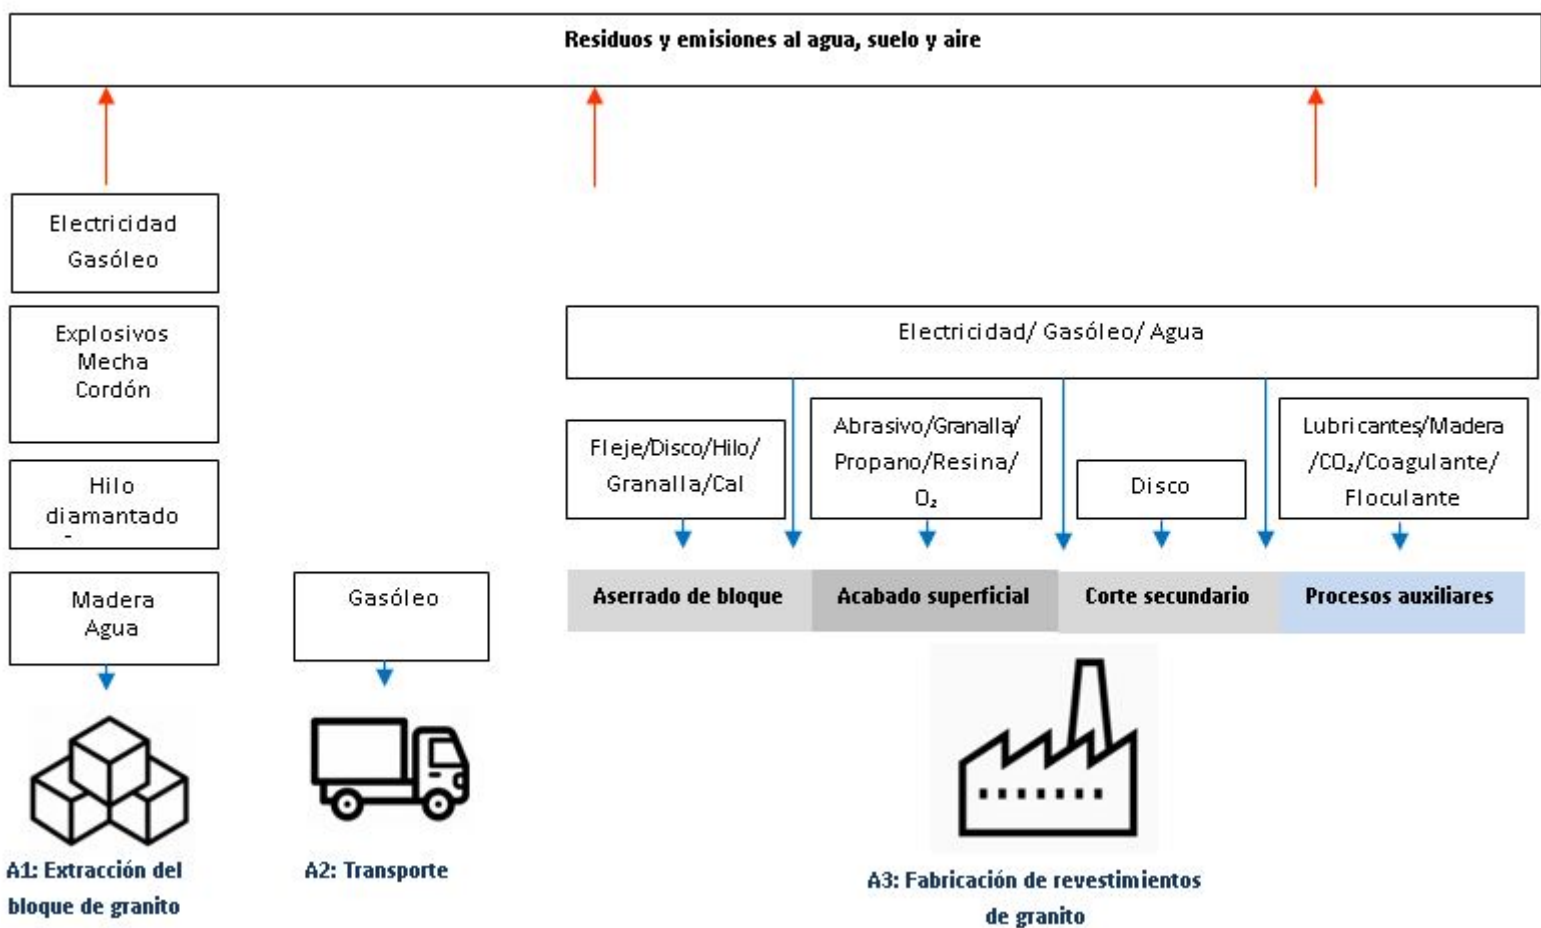 Residuos y emisiones al agua, suelo y aire
Electricidad
Gasóleo
Explosivos
Mecha
Cordón
Hilo
diamantado
Madera
Agua
A1: Extracción del
bloque de granito
Gasóleo
A2: Transporte
Electricidad/ Gasóleo/ Agua
Fleje/Disco/Hilo/
Granalla/Cal
Abrasivo/Granalla/
Propano/Resina/
O₂
Disco
Lubricantes/Madera
/CO₂/Coagulante/
Floculante
Aserrado de bloque
Acabado superficial
Corte secundario
Procesos auxiliares
A3: Fabricación de revestimientos
de granito